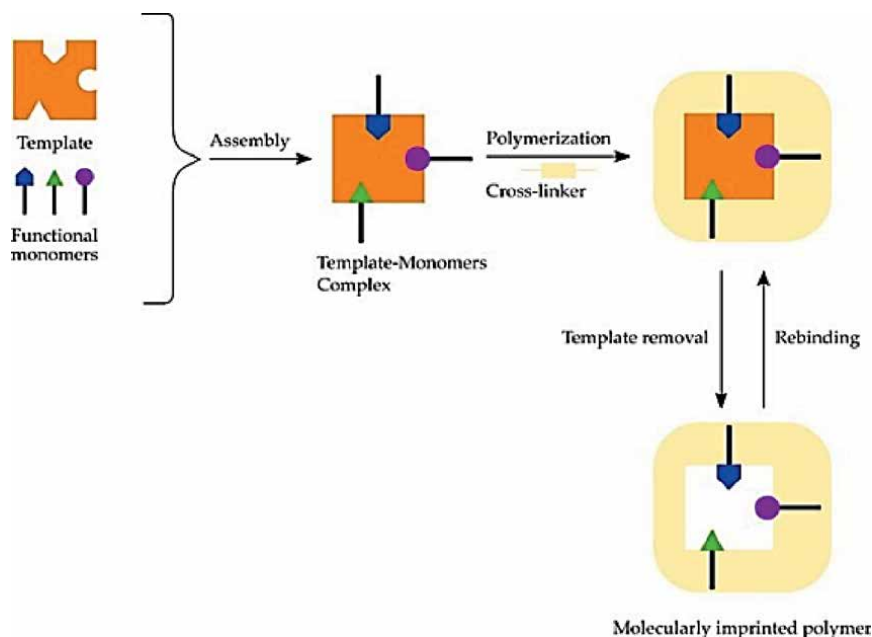 Template
Functional
monomers
Assembly
Template-Monomers
Complex
Polymerization
Cross-linker
Template removal
Rebinding
Molecularly imprinted polymer